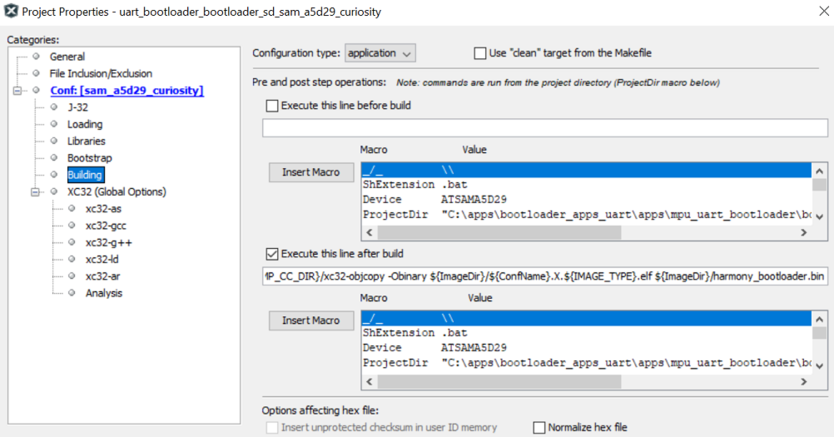 Project Properties - uart_bootloader_bootloader_sd_sam_a5d29_curiosity
Categories:
General
File Inclusion/Exclusion
Conf: [sam_a5d29_curiosity]
J-32
Loading
Libraries
Bootstrap
Building
XC32 (Global Options)
xc32-as
xc32-gcc
xc32-g++
xc32-ld
xc32-ar
Analysis
Configuration type: application Use "clean" target from the Makefile
Pre and post step operations: Note: commands are run from the project directory (ProjectDir macro below)
Execute this line before build
Macro Value
Insert Macro
_/_ \\
ShExtension .bat
Device ATSAMA5D29
ProjectDir "C:\apps\bootloader_apps_uart\apps\mpu_uart_bootloader\bo
Execute this line after build
P_CC_DIR}/xc32-objcopy -Obinary ${ImageDir}/${ConfName}.X.${IMAGE_TYPE}.elf ${ImageDir}/harmony_bootloader.bin
Macro Value
Insert Macro
_/_ \\
ShExtension .bat
Device ATSAMA5D29
ProjectDir "C:\apps\bootloader_apps_uart\apps\mpu_uart_bootloader\bo
Options affecting hex file:
Insert unprotected checksum in user ID memory Normalize hex file